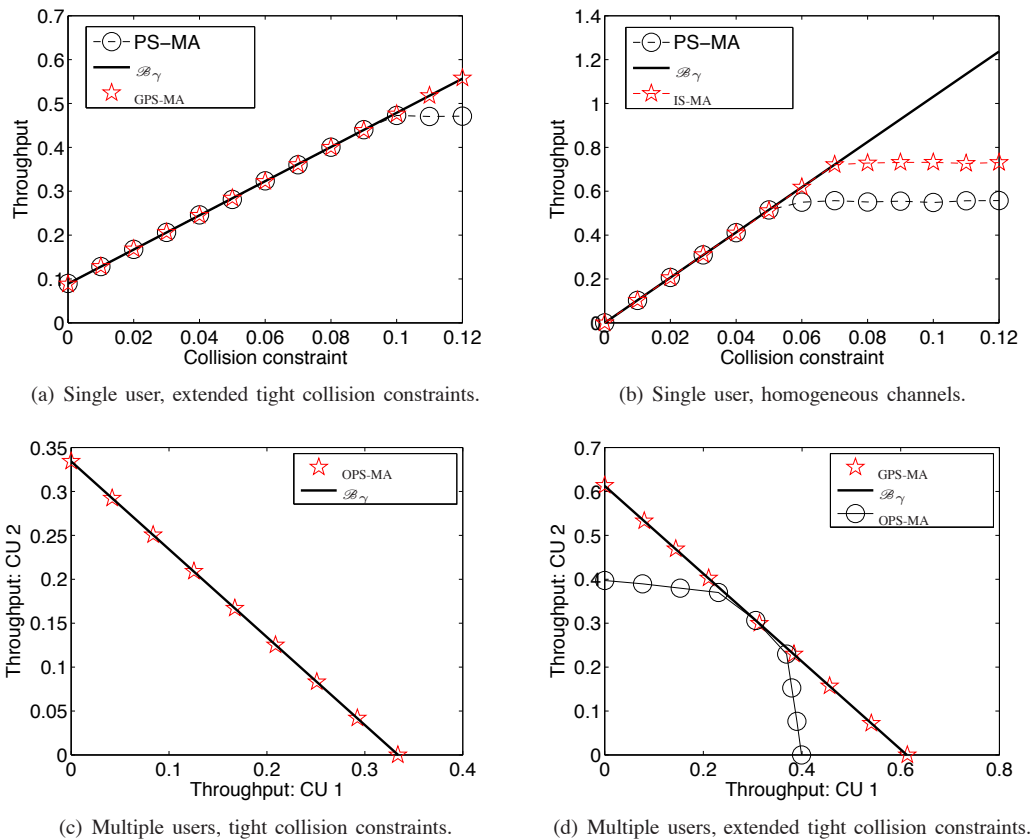 0.7
0.6
0.5
0.4
0.3
0.2
0.1
0
Throughput
PS−MA
ℬγ
GPS-MA
0 0.02 0.04 0.06 0.08 0.1 0.12
Collision constraint
(a) Single user, extended tight collision constraints.
1.4
1.2
1
0.8
0.6
0.4
0.2
0
Throughput
PS−MA
ℬγ
IS-MA
0 0.02 0.04 0.06 0.08 0.1 0.12
Collision constraint
(b) Single user, homogeneous channels.
0.35
0.3
0.25
0.2
0.15
0.1
0.05
0
Throughput: CU 2
OPS-MA
ℬγ
0 0.1 0.2 0.3 0.4
Throughput: CU 1
(c) Multiple users, tight collision constraints.
0.7
0.6
0.5
0.4
0.3
0.2
0.1
0
Throughput: CU 2
GPS-MA
ℬγ
OPS-MA
0 0.2 0.4 0.6 0.8
Throughput: CU 1
(d) Multiple users, extended tight collision constraints.